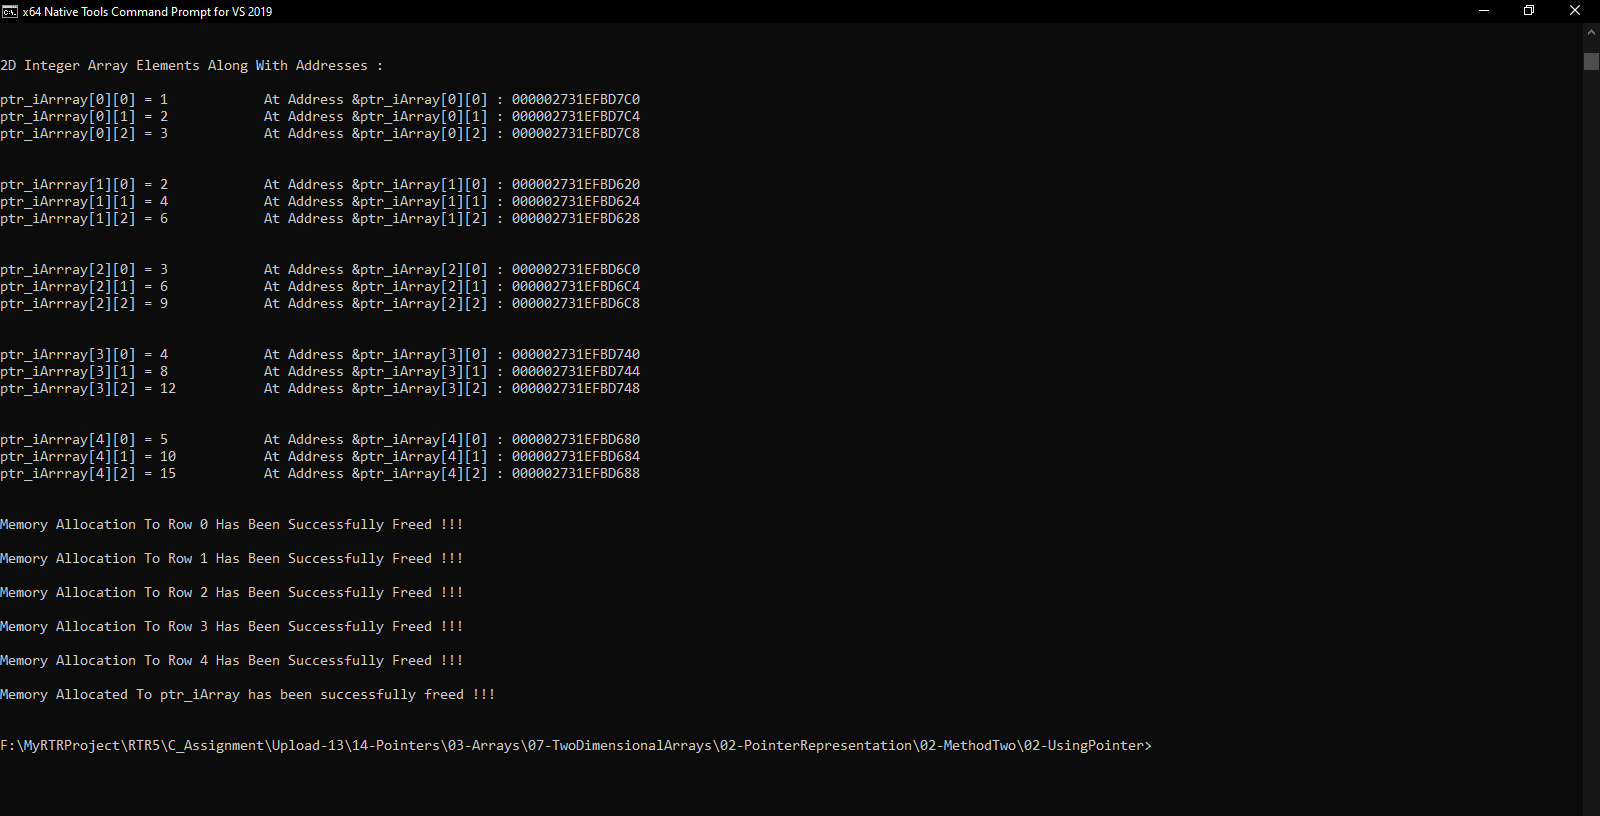 x64 Native Tools Command Prompt for VS 2019
2D Integer Array Elements Along With Addresses :
ptr_iArrray[0][0] = 1 At Address &ptr_iArray[0][0] : 000002731EFBD7C0
ptr_iArrray[0][1] = 2 At Address &ptr_iArray[0][1] : 000002731EFBD7C4
ptr_iArrray[0][2] = 3 At Address &ptr_iArray[0][2] : 000002731EFBD7C8
ptr_iArrray[1][0] = 2 At Address &ptr_iArray[1][0] : 000002731EFBD620
ptr_iArrray[1][1] = 4 At Address &ptr_iArray[1][1] : 000002731EFBD624
ptr_iArrray[1][2] = 6 At Address &ptr_iArray[1][2] : 000002731EFBD628
ptr_iArrray[2][0] = 3 At Address &ptr_iArray[2][0] : 000002731EFBD6C0
ptr_iArrray[2][1] = 6 At Address &ptr_iArray[2][1] : 000002731EFBD6C4
ptr_iArrray[2][2] = 9 At Address &ptr_iArray[2][2] : 000002731EFBD6C8
ptr_iArrray[3][0] = 4 At Address &ptr_iArray[3][0] : 000002731EFBD740
ptr_iArrray[3][1] = 8 At Address &ptr_iArray[3][1] : 000002731EFBD744
ptr_iArrray[3][2] = 12 At Address &ptr_iArray[3][2] : 000002731EFBD748
ptr_iArrray[4][0] = 5 At Address &ptr_iArray[4][0] : 000002731EFBD680
ptr_iArrray[4][1] = 10 At Address &ptr_iArray[4][1] : 000002731EFBD684
ptr_iArrray[4][2] = 15 At Address &ptr_iArray[4][2] : 000002731EFBD688
Memory Allocation To Row 0 Has Been Successfully Freed !!!
Memory Allocation To Row 1 Has Been Successfully Freed !!!
Memory Allocation To Row 2 Has Been Successfully Freed !!!
Memory Allocation To Row 3 Has Been Successfully Freed !!!
Memory Allocation To Row 4 Has Been Successfully Freed !!!
Memory Allocated To ptr_iArray has been successfully freed !!!
F:\MyRTRProject\RTR5\C_Assignment\Upload-13\14-Pointers\03-Arrays\07-TwoDimensionalArrays\02-PointerRepresentation\02-MethodTwo\02-UsingPointer>